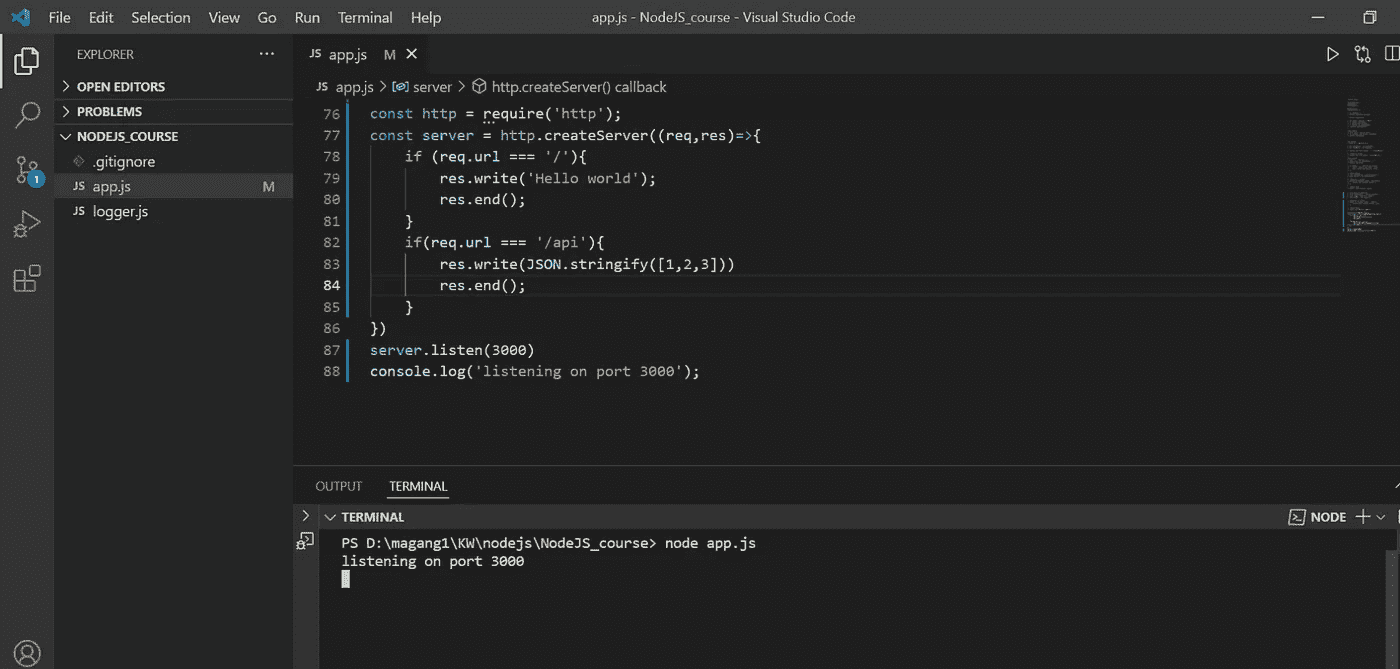 File Edit Selection View Go Run Terminal Help
app.js - NodeJS_course - Visual Studio Code
EXPLORER ...
OPEN EDITORS
PROBLEMS
NODEJS_COURSE
.gitignore
JS app.js M
JS logger.js
1
JS app.js M
JS app.js > server > http.createServer() callback
76 const http = require('http');
77 const server = http.createServer((req,res)=>{
78     if (req.url === '/'){
79         res.write('Hello world');
80         res.end();
81     }
82     if(req.url === '/api'){
83         res.write(JSON.stringify([1,2,3]))
84         res.end();
85     }
86 })
87 server.listen(3000)
88 console.log('listening on port 3000');
OUTPUT TERMINAL
TERMINAL
NODE
PS D:\magang1\KW\nodejs\NodeJS_course> node app.js
listening on port 3000